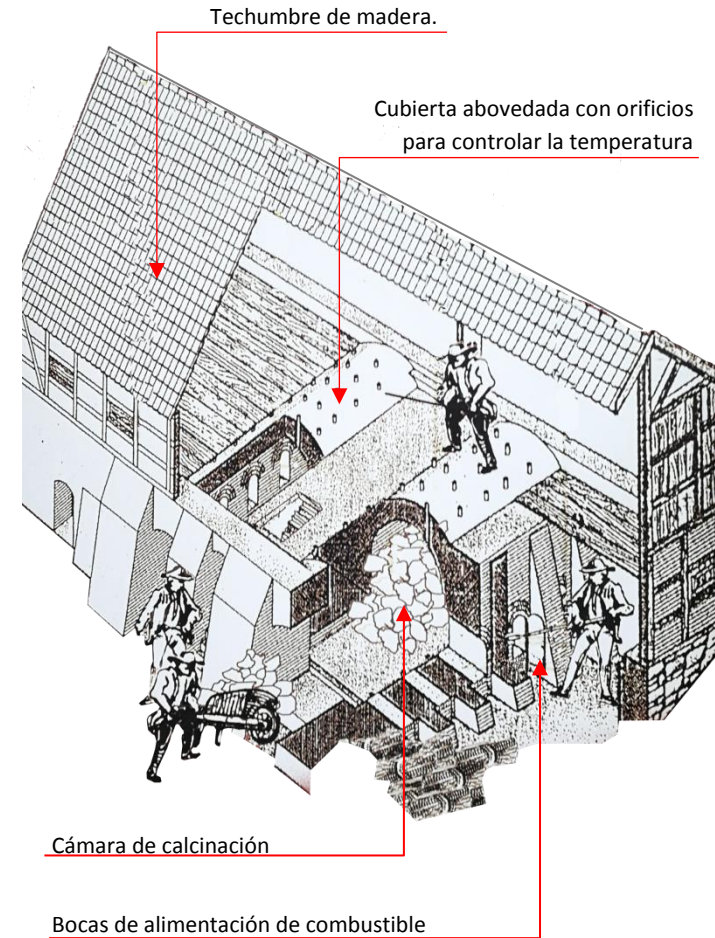 Techumbre de madera.
Cubierta abovedada con orificios
para controlar la temperatura
Cámara de calcinación
Bocas de alimentación de combustible